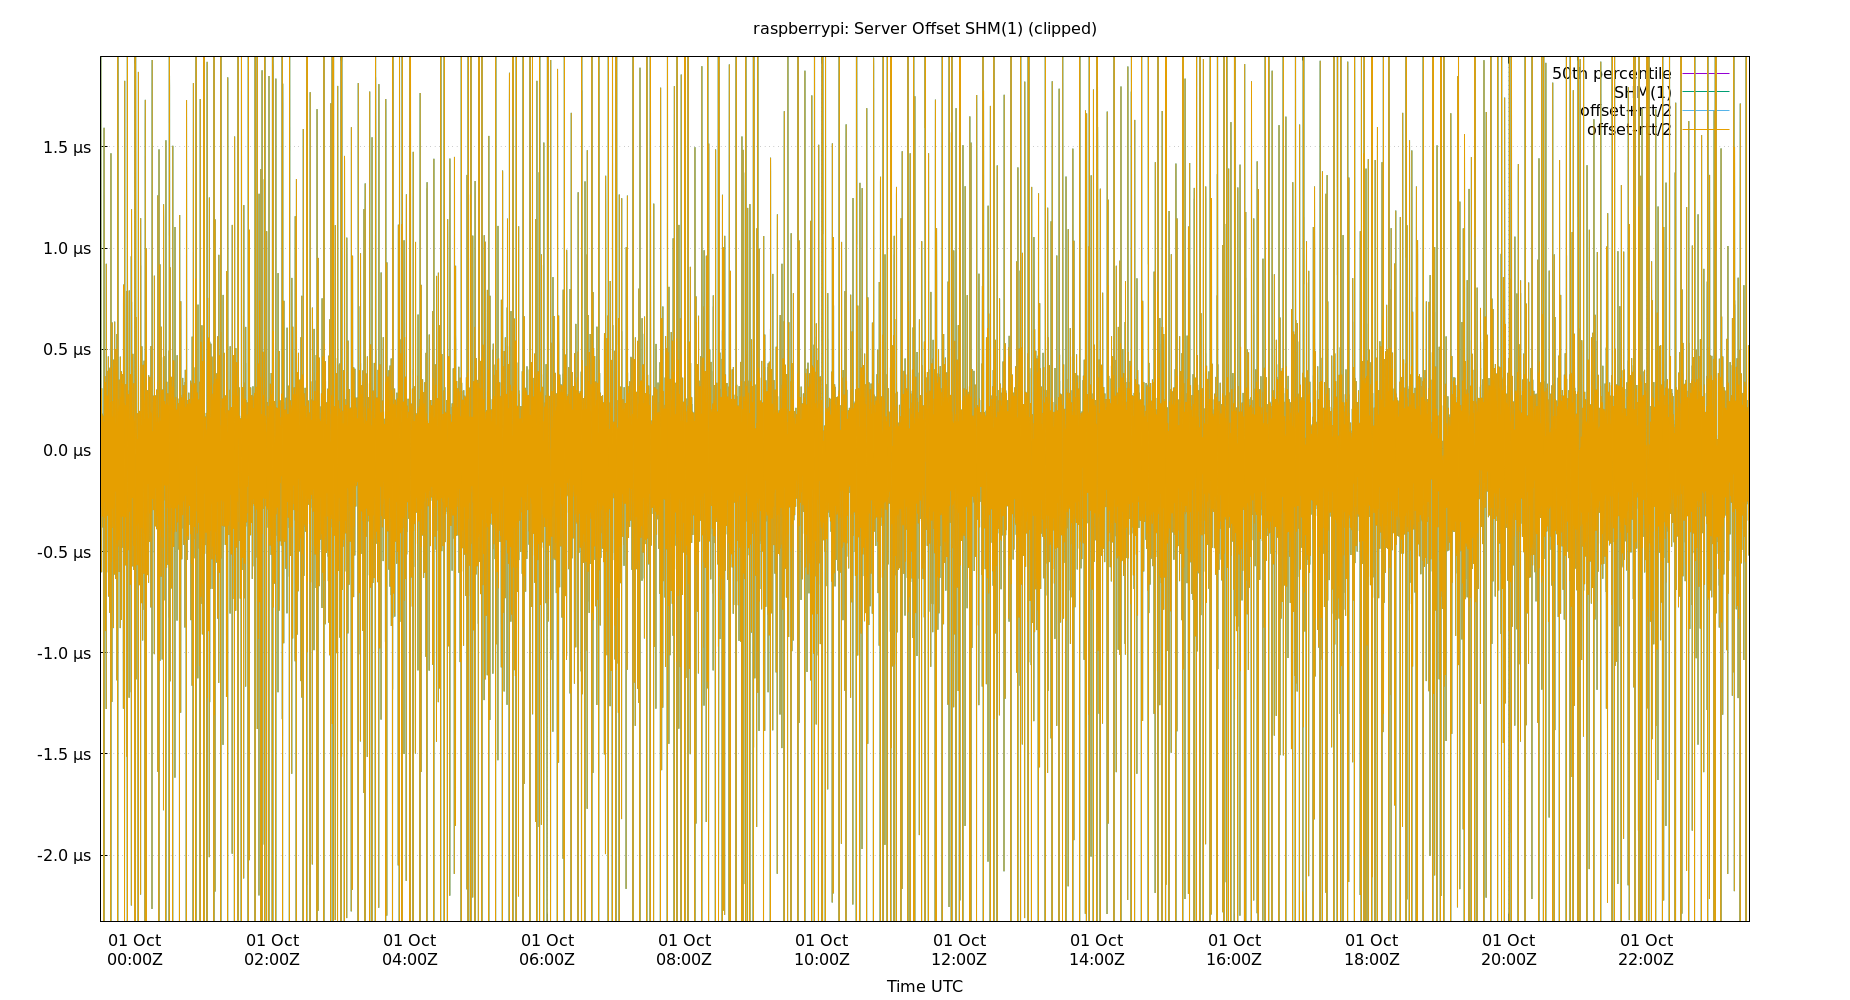 raspberrypi: Server Offset SHM(1) (clipped)
50th percentile
SHM(1)
offset+rtt/2
offset-rtt/2
1.5 µs
1.0 µs
0.5 µs
0.0 µs
-0.5 µs
-1.0 µs
-1.5 µs
-2.0 µs
01 Oct 01 Oct 01 Oct 01 Oct 01 Oct 01 Oct 01 Oct 01 Oct 01 Oct 01 Oct 01 Oct 01 Oct
00:00Z 02:00Z 04:00Z 06:00Z 08:00Z 10:00Z 12:00Z 14:00Z 16:00Z 18:00Z 20:00Z 22:00Z
Time UTC